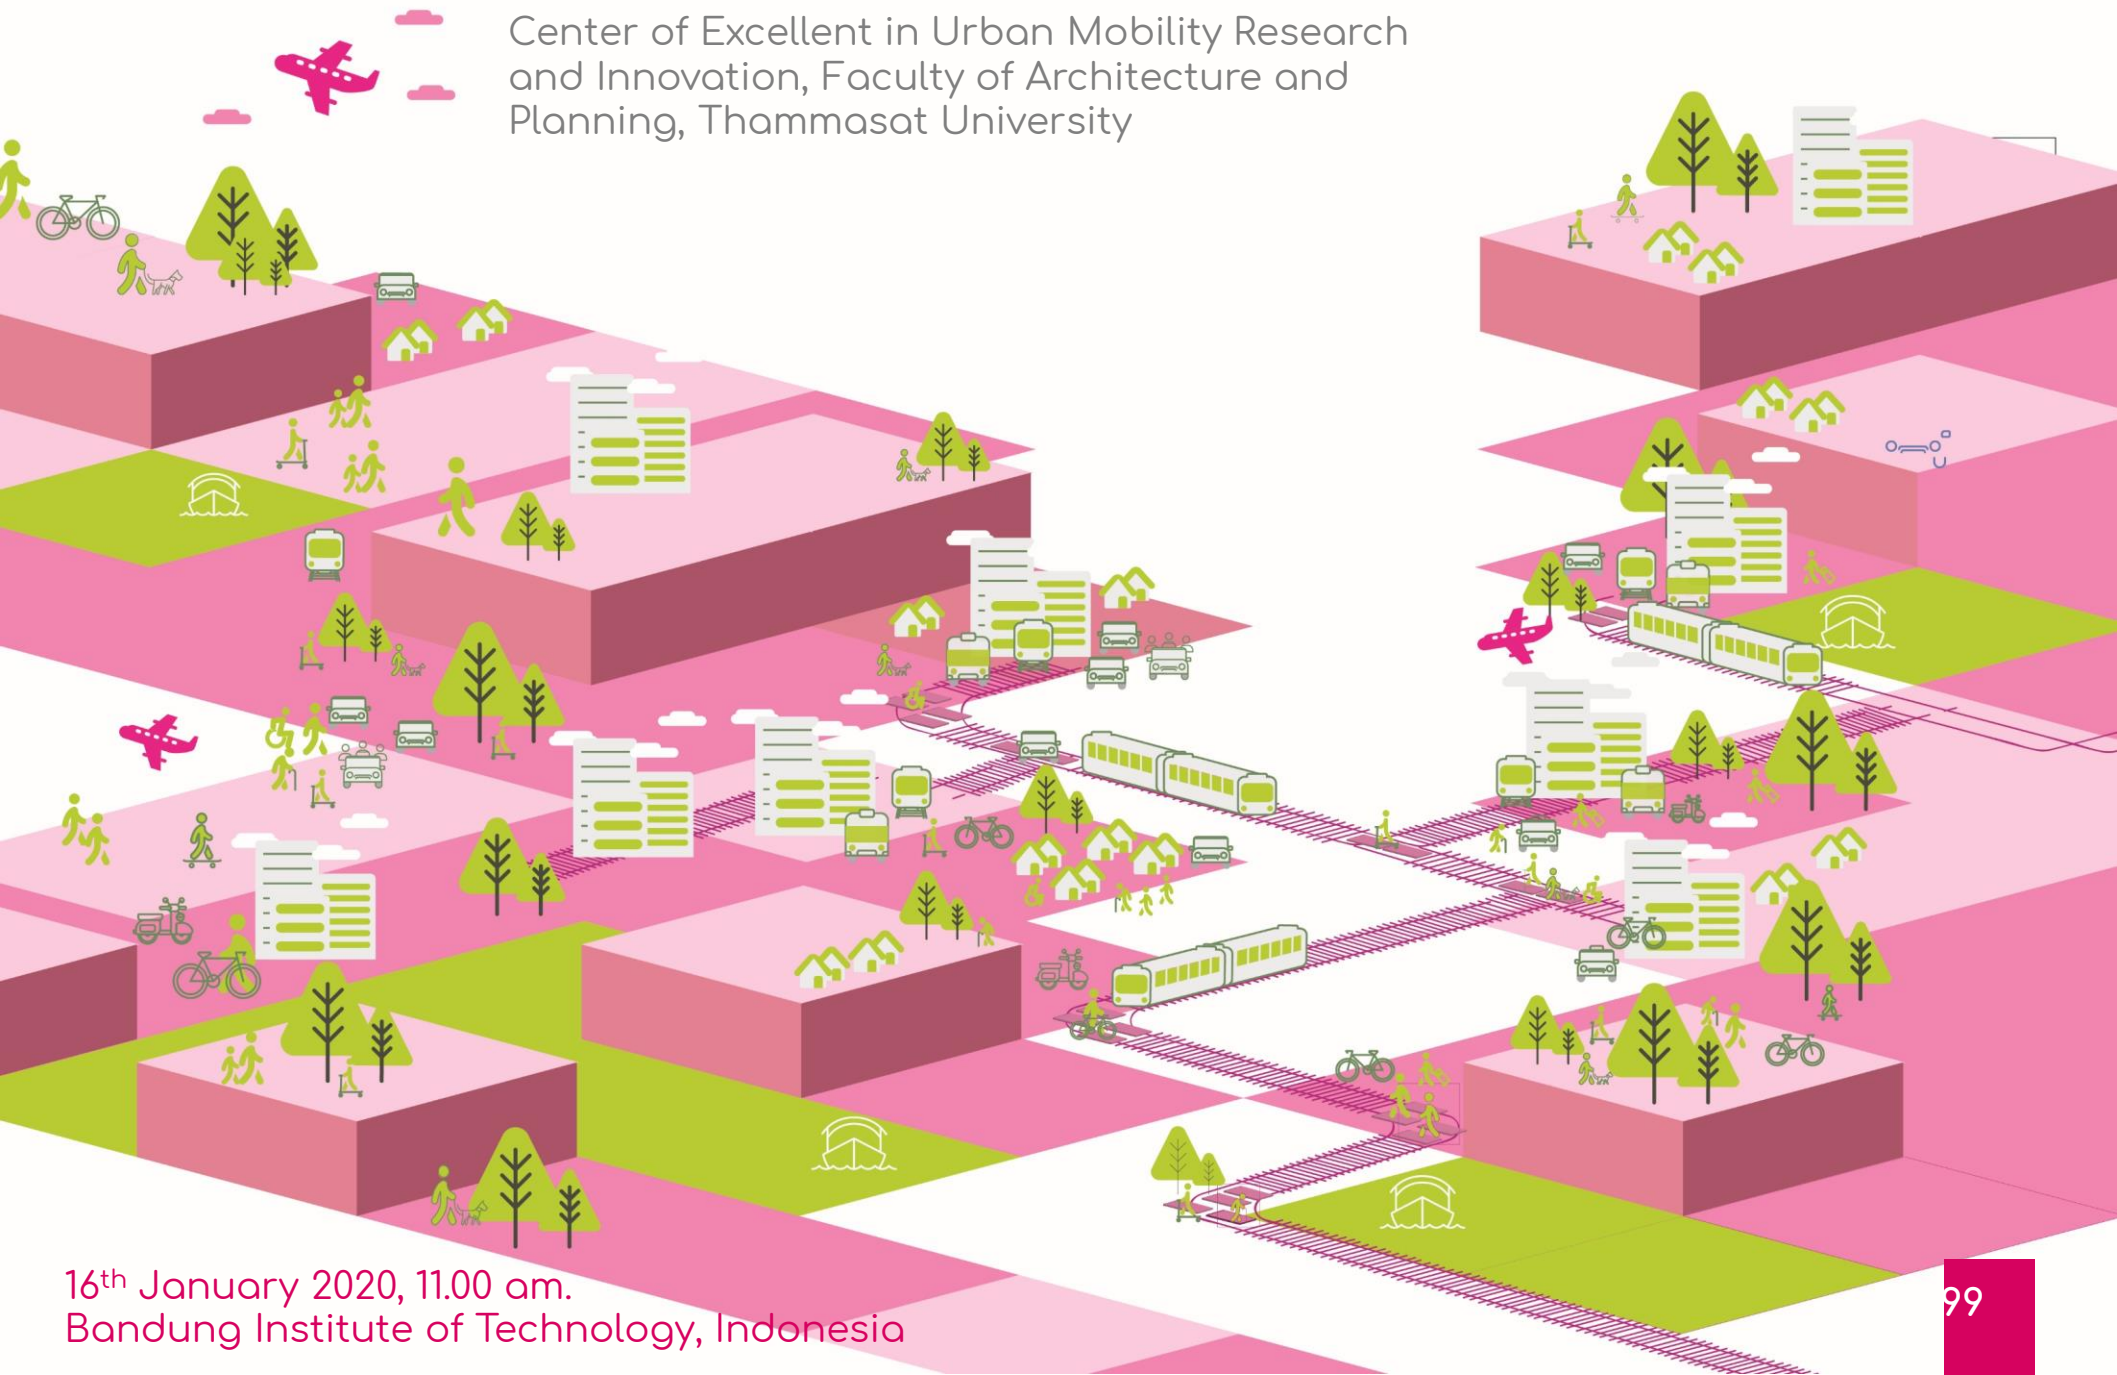 Center of Excellent in Urban Mobility Research
and Innovation, Faculty of Architecture and
Planning, Thammasat University
16th January 2020, 11.00 am.
Bandung Institute of Technology, Indonesia
99